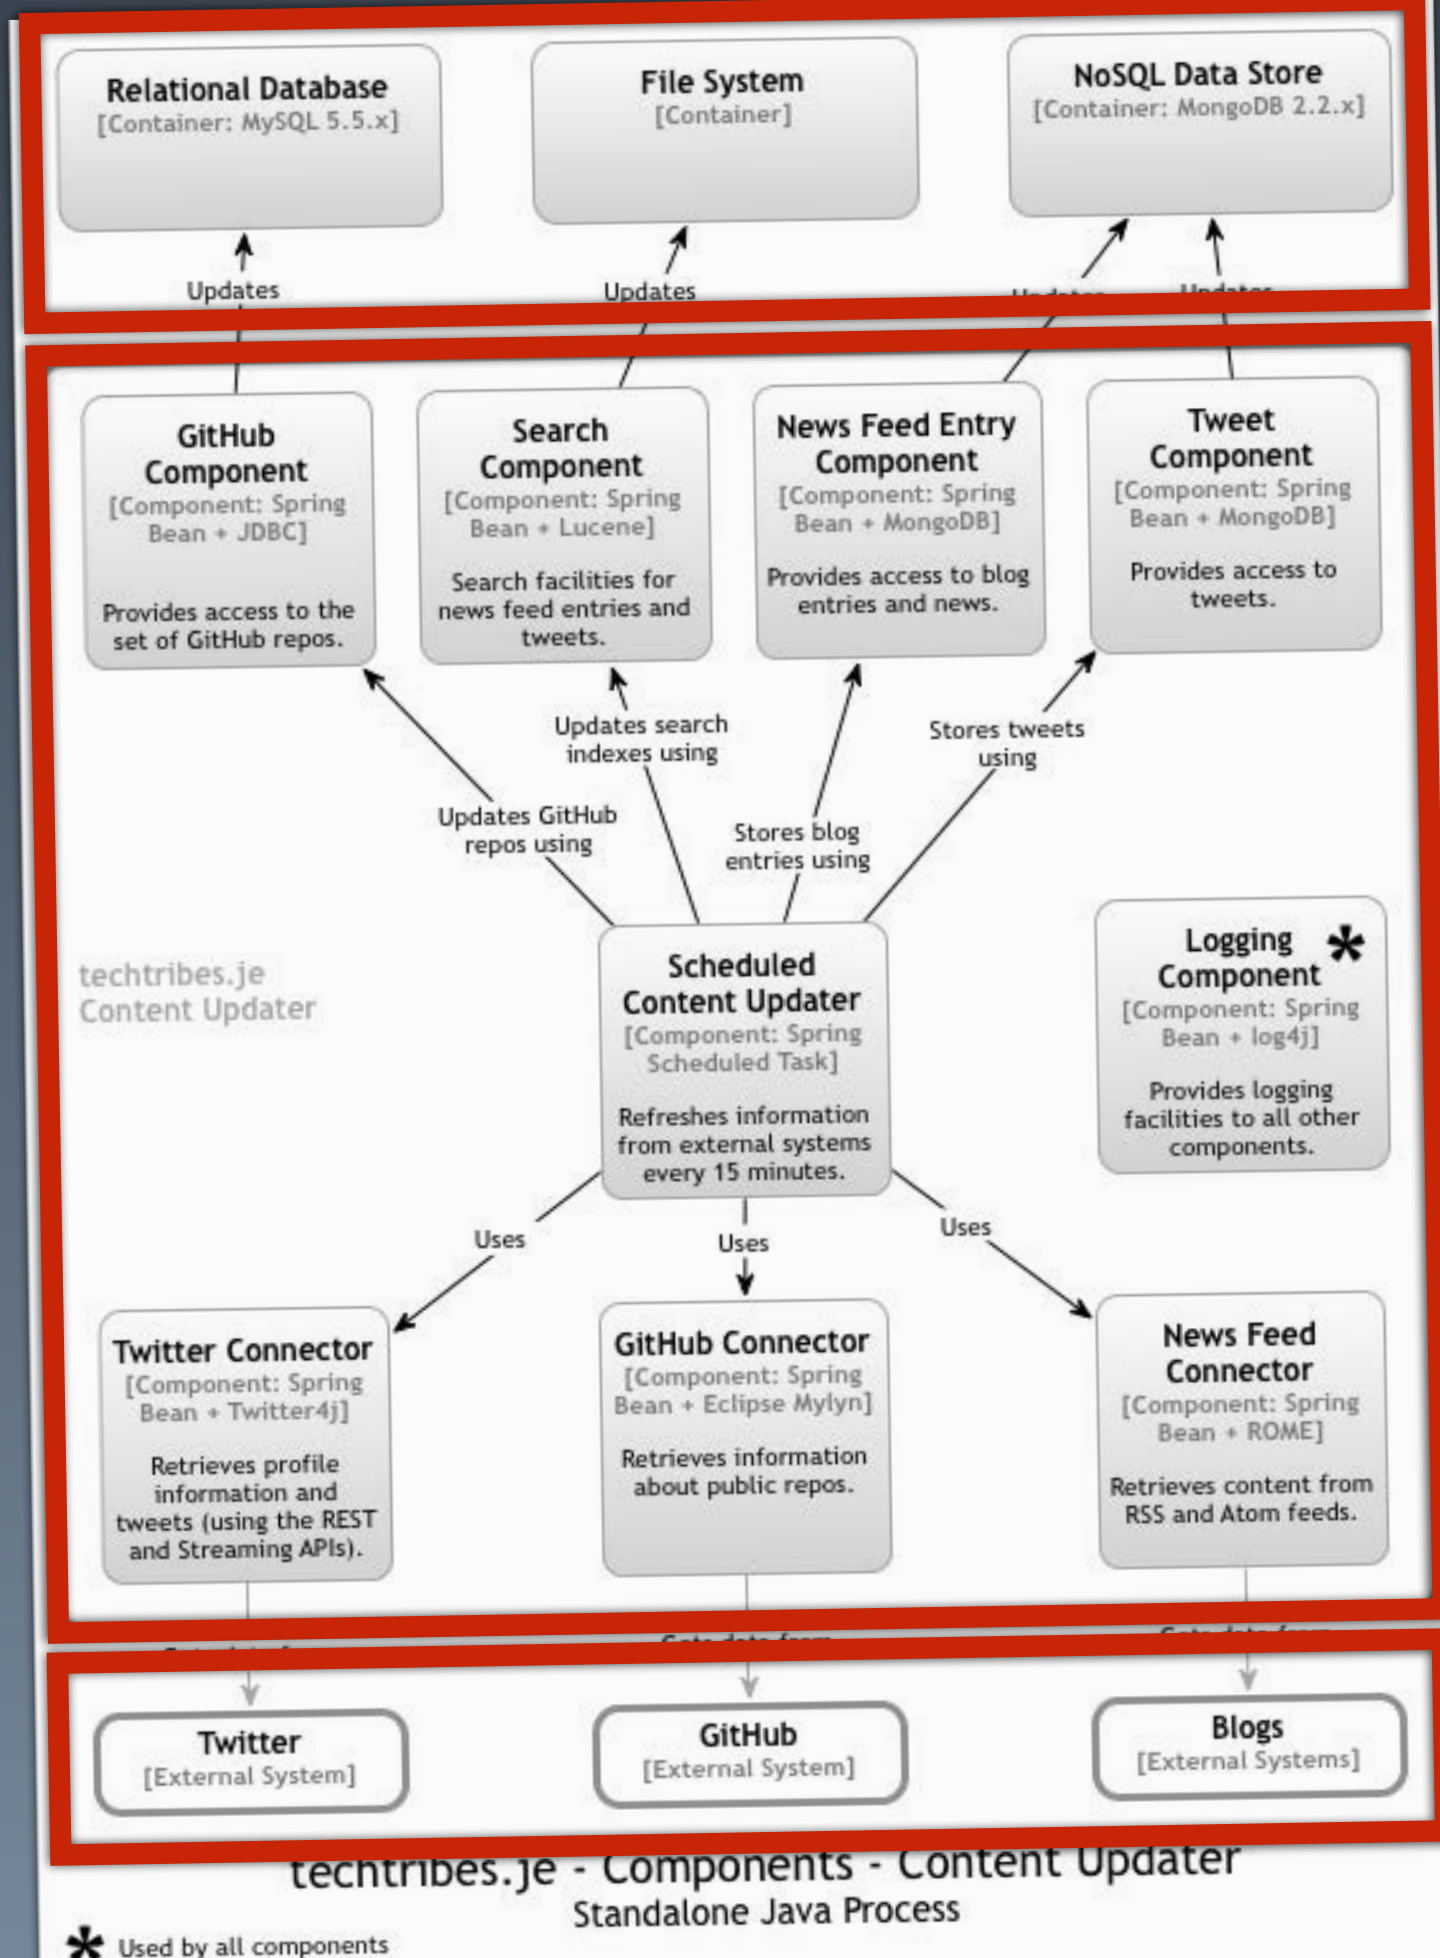 Relational Database
[Container: MySQL 5.5.x]
File System
[Container]
NoSQL Data Store
[Container: MongoDB 2.2.x]
Updates
Updates
Updates
Updates
GitHub
Component
[Component: Spring
Bean + JDBC]
Provides access to the
set of GitHub repos.
Search
Component
[Component: Spring
Bean + Lucene]
Search facilities for
news feed entries and
tweets.
News Feed Entry
Component
[Component: Spring
Bean + MongoDB]
Provides access to blog
entries and news.
Tweet
Component
[Component: Spring
Bean + MongoDB]
Provides access to
tweets.
Updates GitHub
repos using
Updates search
indexes using
Stores blog
entries using
Stores tweets
using
techtribes.je
Content Updater
Scheduled
Content Updater
[Component: Spring
Scheduled Task]
Refreshes information
from external systems
every 15 minutes.
Logging *
Component
[Component: Spring
Bean + log4j]
Provides logging
facilities to all other
components.
Uses
Uses
Uses
Twitter Connector
[Component: Spring
Bean + Twitter4j]
Retrieves profile
information and
tweets (using the REST
and Streaming APIs).
GitHub Connector
[Component: Spring
Bean + Eclipse Mylyn]
Retrieves information
about public repos.
News Feed
Connector
[Component: Spring
Bean + ROME]
Retrieves content from
RSS and Atom feeds.
Gets data from
Gets data from
Twitter
[External System]
GitHub
[External System]
Blogs
[External Systems]
techtribes.je - Components - Content Updater
Standalone Java Process
* Used by all components